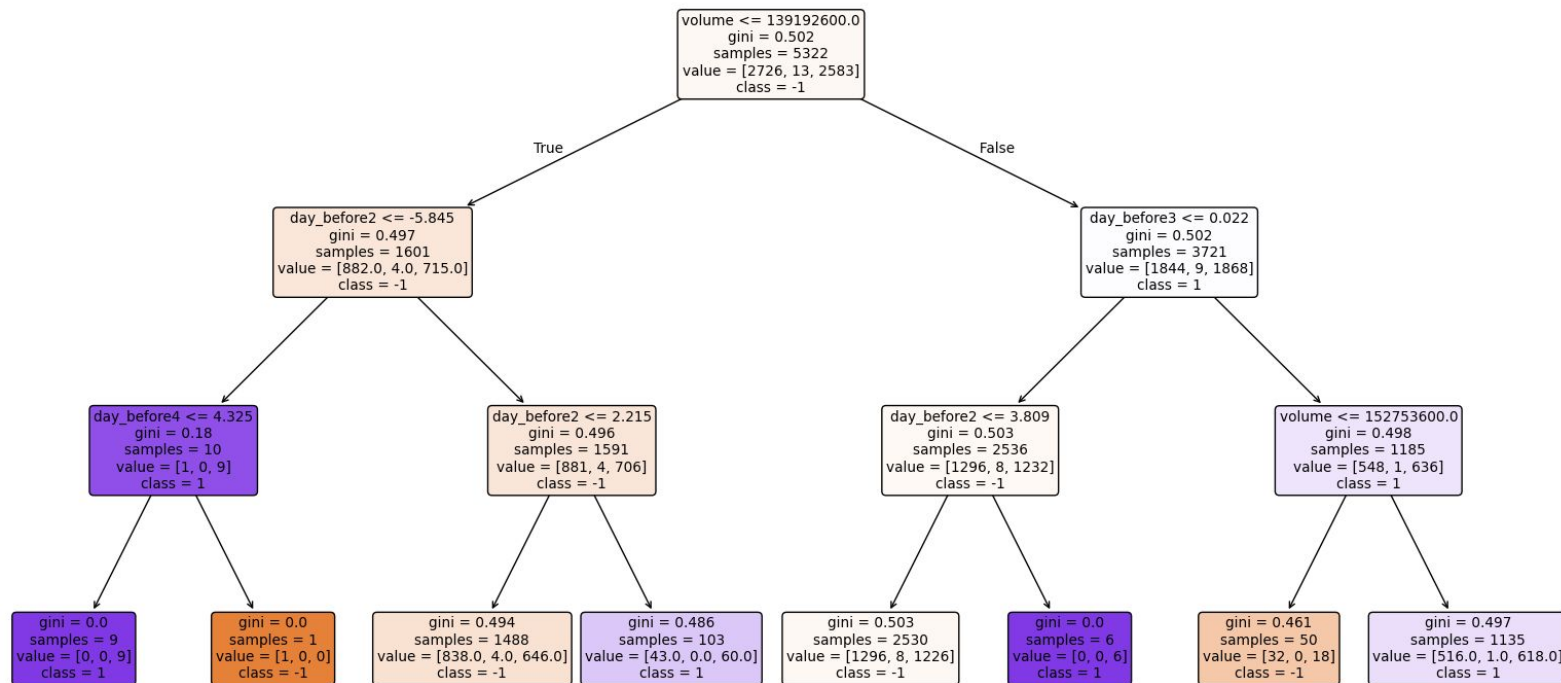 volume <= 139192600.0
gini = 0.502
samples = 5322
value = [2726, 13, 2583]
class = -1
True
False
day_before2 <= -5.845
gini = 0.497
samples = 1601
value = [882.0, 4.0, 715.0]
class = -1
day_before3 <= 0.022
gini = 0.502
samples = 3721
value = [1844, 9, 1868]
class = 1
day_before4 <= 4.325
gini = 0.18
samples = 10
value = [1, 0, 9]
class = 1
day_before2 <= 2.215
gini = 0.496
samples = 1591
value = [881, 4, 706]
class = -1
day_before2 <= 3.809
gini = 0.503
samples = 2536
value = [1296, 8, 1232]
class = -1
volume <= 152753600.0
gini = 0.498
samples = 1185
value = [548, 1, 636]
class = 1
gini = 0.0
samples = 9
value = [0, 0, 9]
class = 1
gini = 0.0
samples = 1
value = [1, 0, 0]
class = -1
gini = 0.494
samples = 1488
value = [838.0, 4.0, 646.0]
class = -1
gini = 0.486
samples = 103
value = [43.0, 0.0, 60.0]
class = 1
gini = 0.503
samples = 2530
value = [1296, 8, 1226]
class = -1
gini = 0.0
samples = 6
value = [0, 0, 6]
class = 1
gini = 0.461
samples = 50
value = [32, 0, 18]
class = -1
gini = 0.497
samples = 1135
value = [516.0, 1.0, 618.0]
class = 1